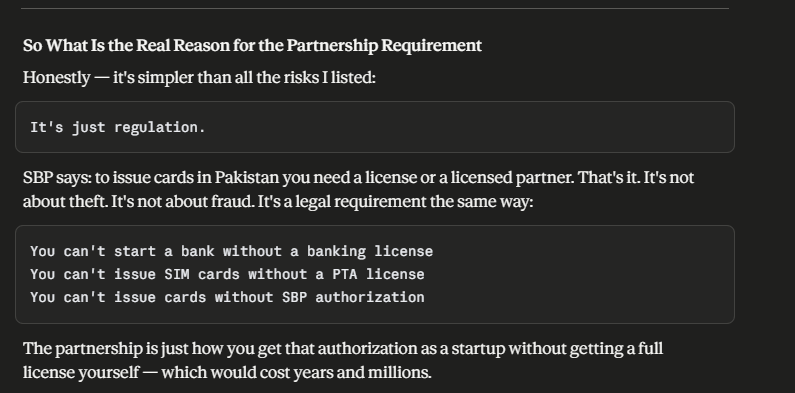 So What Is the Real Reason for the Partnership Requirement
Honestly — it's simpler than all the risks I listed:
It's just regulation.
SBP says: to issue cards in Pakistan you need a license or a licensed partner. That's it. It's not
about theft. It's not about fraud. It's a legal requirement the same way:
You can't start a bank without a banking license
You can't issue SIM cards without a PTA license
You can't issue cards without SBP authorization
The partnership is just how you get that authorization as a startup without getting a full
license yourself — which would cost years and millions.